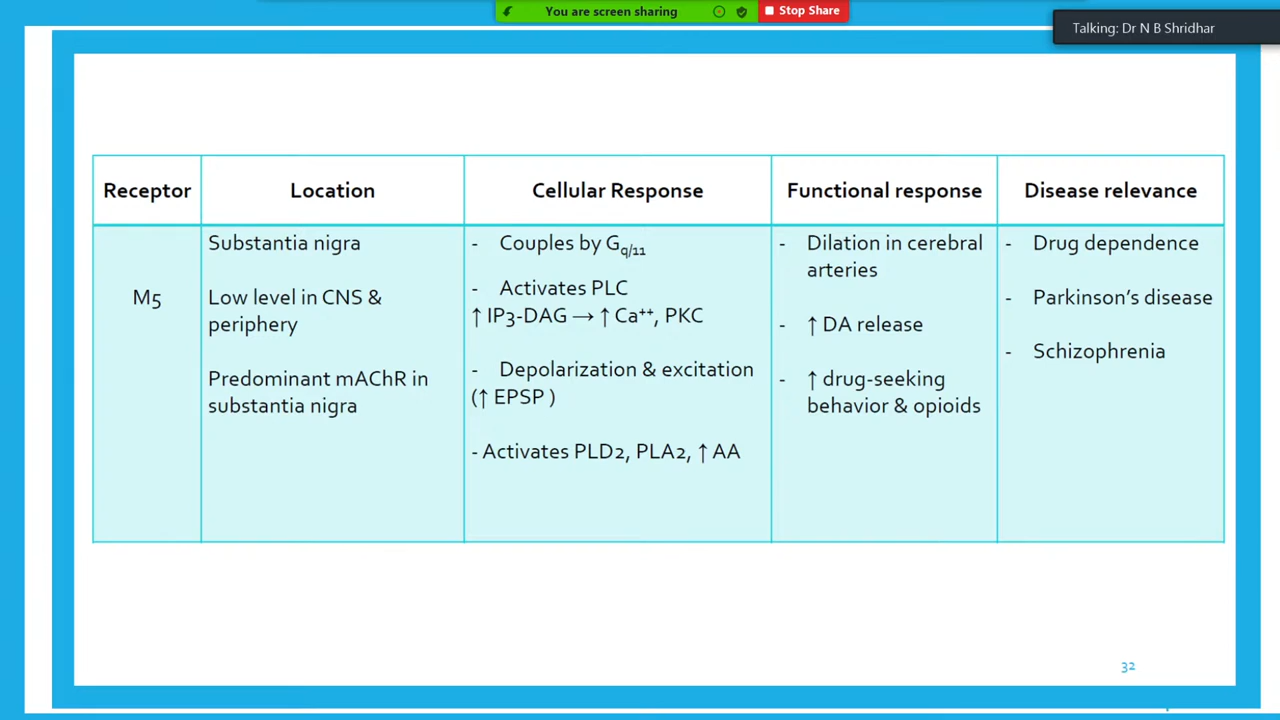 You are screen sharing
Stop Share
Talking: Dr N B Shridhar
Receptor
Location
Cellular Response
Functional response
Disease relevance
M5
Substantia nigra
Low level in CNS &
periphery
Predominant mAChR in
substantia nigra
- Couples by Gq/11
- Activates PLC
↑ IP3-DAG → ↑ Ca⁺⁺, PKC
- Depolarization & excitation
(↑ EPSP )
- Activates PLD2, PLA2, ↑ AA
- Dilation in cerebral
arteries
- ↑ DA release
- ↑ drug-seeking
behavior & opioids
- Drug dependence
- Parkinson’s disease
- Schizophrenia
32